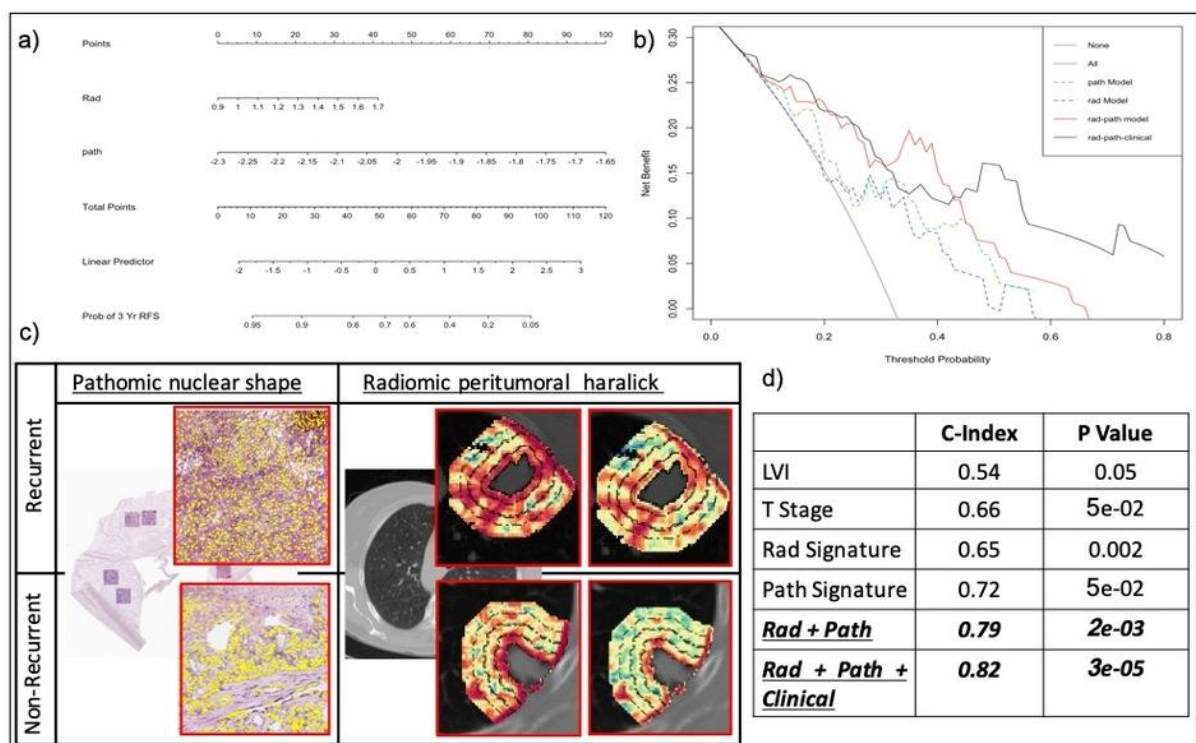 a)
Points
0 10 20 30 40 50 60 70 80 90 100
Rad
0.9 1 1.1 1.2 1.3 1.4 1.5 1.6 1.7
path
-2.3 -2.25 -2.2 -2.15 -2.1 -2.05 -2 -1.95 -1.9 -1.85 -1.8 -1.75 -1.7 -1.65
Total Points
0 10 20 30 40 50 60 70 80 90 100 110 120
Linear Predictor
-2 -1.5 -1 -0.5 0 0.5 1 1.5 2 2.5 3
Prob of 3 Yr RFS
0.95 0.9 0.8 0.7 0.6 0.4 0.2 0.05
b)
Net Benefit
0.30
0.25
0.20
0.15
0.10
0.05
0.00
0.0 0.2 0.4 0.6 0.8
Threshold Probability
None
All
path Model
rad Model
rad-path model
rad-path-clinical
c)
Pathomic nuclear shape Radiomic peritumoral haralick
Recurrent
Non-Recurrent
d)
C-Index P Value
LVI 0.54 0.05
T Stage 0.66 5e-02
Rad Signature 0.65 0.002
Path Signature 0.72 5e-02
Rad + Path 0.79 2e-03
Rad + Path + 0.82 3e-05
Clinical